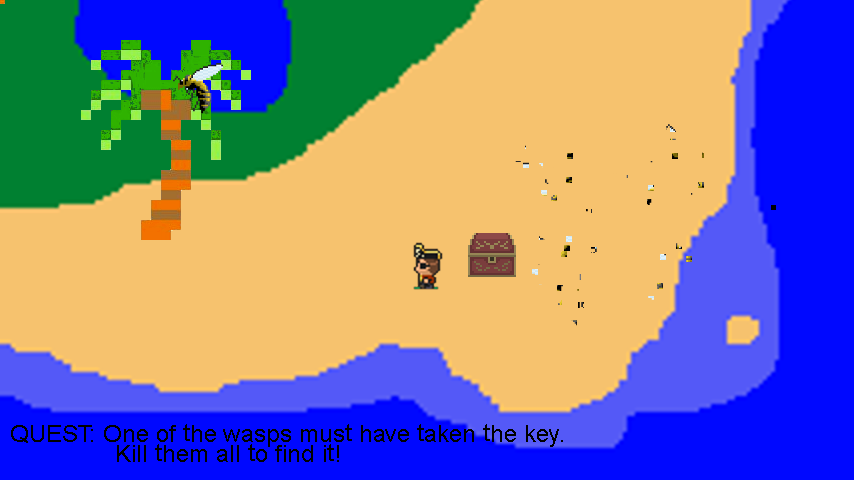 QUEST: One of the wasps must have taken the key.
Kill them all to find it!